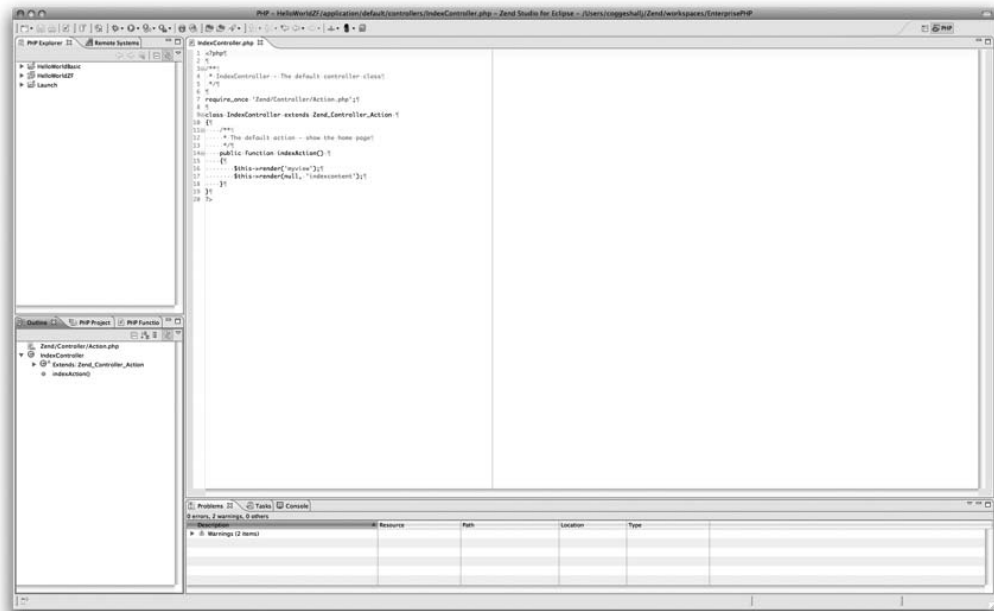 PHP - HelloWorldZF/application/default/controllers/IndexController.php - Zend Studio for Eclipse - /Users/coggeshallj/Zend/workspaces/EnterprisePHP
PHP
PHP Explorer
Remote Systems
HelloWorldBasic
HelloWorldZF
Launch
IndexController.php
1 <?php¶
2 ¶
3 /**¶
4 ·* IndexController - The default controller class¶
5 ·*/¶
6 ¶
7 require_once 'Zend/Controller/Action.php';¶
8 ¶
9 class·IndexController·extends·Zend_Controller_Action·¶
10 {¶
11 ····/**¶
12 ·····* The default action - show the home page¶
13 ·····*/¶
14 ····public·function·indexAction()·¶
15 ····{¶
16 ········$this->render('myview');¶
17 ········$this->render(null, 'indexcontent');¶
18 ····}¶
19 }¶
20 ?>
Outline
PHP Project
PHP Functio
Zend/Controller/Action.php
IndexController
Extends: Zend_Controller_Action
indexAction()
Problems
Tasks
Console
0 errors, 2 warnings, 0 others
Description Resource Path Location Type
Warnings (2 items)